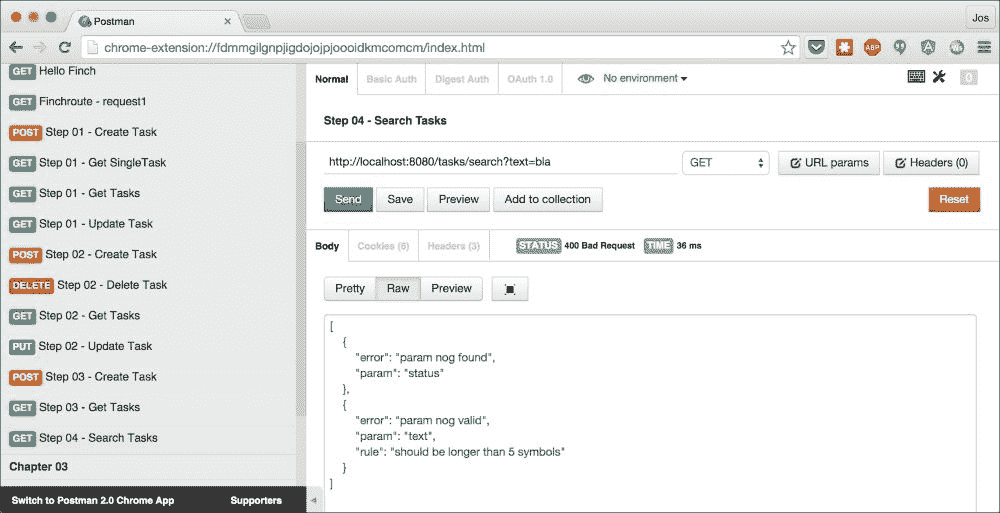 Postman
Jos
chrome-extension://fdmmgilgnpjigdojojpjoooidkmcomcm/index.html
ABP
GET Hello Finch
GET Finchroute - request1
POST Step 01 - Create Task
GET Step 01 - Get SingleTask
GET Step 01 - Get Tasks
GET Step 01 - Update Task
POST Step 02 - Create Task
DELETE Step 02 - Delete Task
GET Step 02 - Get Tasks
PUT Step 02 - Update Task
POST Step 03 - Create Task
GET Step 03 - Get Tasks
GET Step 04 - Search Tasks
Chapter 03
Switch to Postman 2.0 Chrome App Supporters
Normal Basic Auth Digest Auth OAuth 1.0 No environment 0
Step 04 - Search Tasks
http://localhost:8080/tasks/search?text=bla GET URL params Headers (0)
Send Save Preview Add to collection Reset
Body Cookies (6) Headers (3) STATUS 400 Bad Request TIME 36 ms
Pretty Raw Preview
[
{
"error": "param nog found",
"param": "status"
},
{
"error": "param nog valid",
"param": "text",
"rule": "should be longer than 5 symbols"
}
]